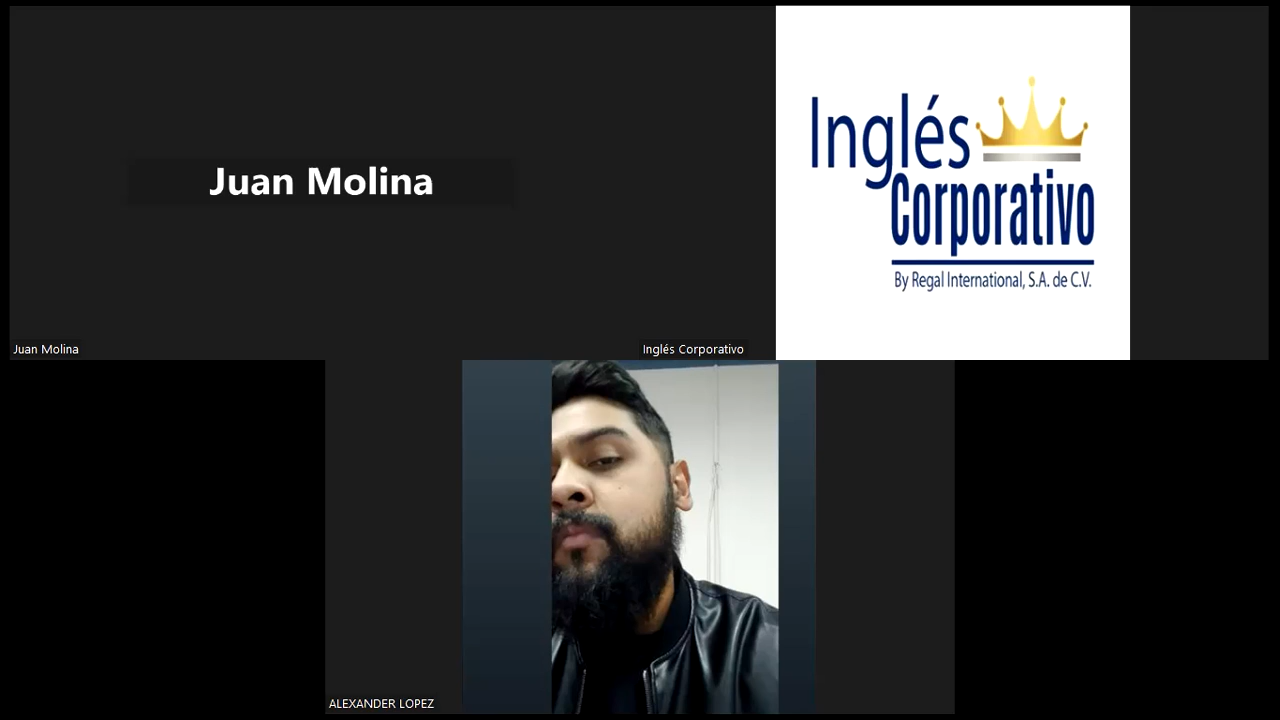 Juan Molina
Inglés
Corporativo
By Regal International, S.A. de C.V.
Juan Molina
Inglés Corporativo
ALEXANDER LOPEZ